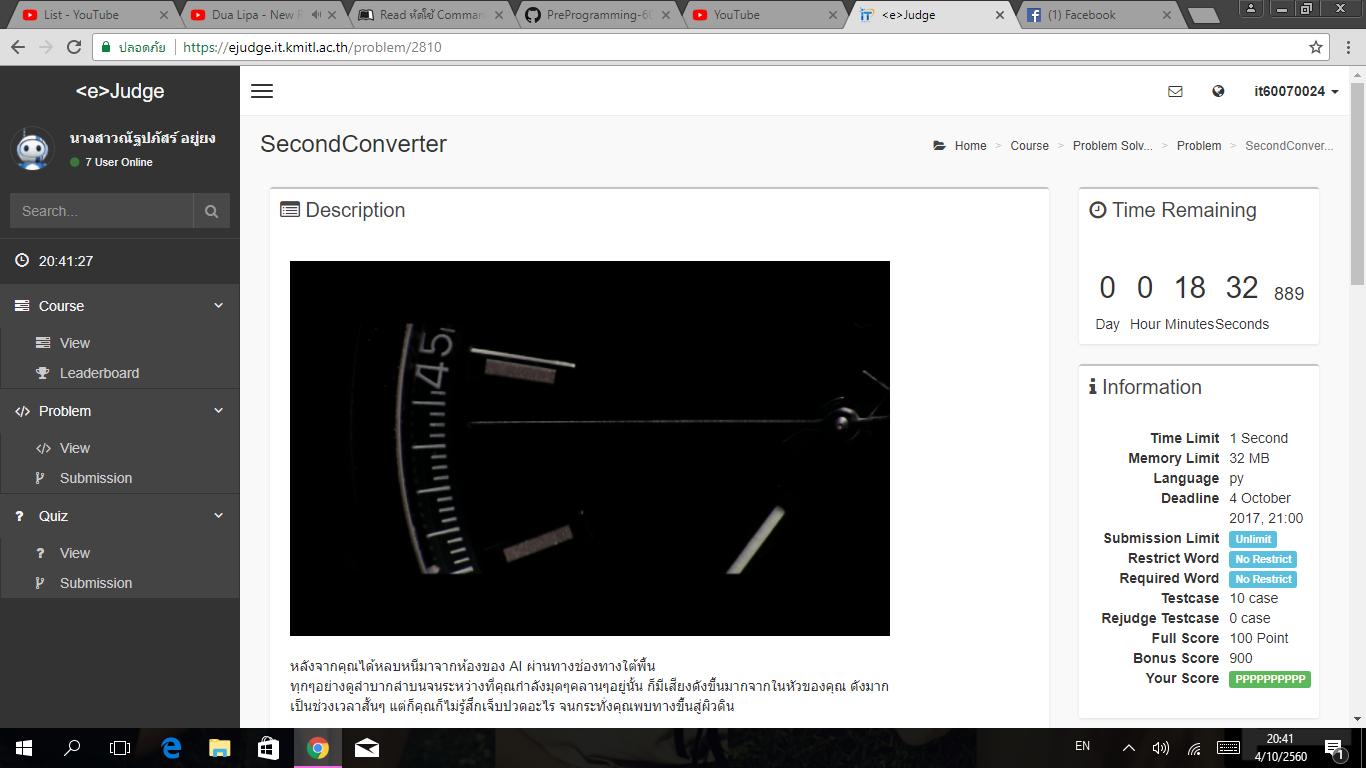 List - YouTube
Dua Lipa - New R
Read หัดใช้ Comman
PreProgramming-60
YouTube
<e>Judge
(1) Facebook
ปลอดภัย
https://ejudge.it.kmitl.ac.th/problem/2810
<e>Judge
it60070024
นางสาวณัฐปภัสร์ อยู่ยง
7 User Online
SecondConverter
Home > Course > Problem Solv... > Problem > SecondConver...
Search...
20:41:27
Course
View
Leaderboard
Problem
View
Submission
Quiz
View
Submission
Description
45
หลังจากคุณได้หลบหนีมาจากห้องของ AI ผ่านทางช่องทางใต้พื้น
ทุกๆอย่างดูลำบากลำบนจนระหว่างที่คุณกำลังมุดๆคลานๆอยู่นั้น ก็มีเสียงดังขึ้นมากจากในหัวของคุณ ดังมาก
เป็นช่วงเวลาสั้นๆ แต่ก็คุณก็ไม่รู้สึกเจ็บปวดอะไร จนกระทั่งคุณพบทางขึ้นสู่ผิวดิน
Time Remaining
0 0 18 32 889
Day Hour Minutes Seconds
Information
Time Limit 1 Second
Memory Limit 32 MB
Language py
Deadline 4 October
2017, 21:00
Submission Limit Unlimit
Restrict Word No Restrict
Required Word No Restrict
Testcase 10 case
Rejudge Testcase 0 case
Full Score 100 Point
Bonus Score 900
Your Score PPPPPPPPPP
EN
20:41
4/10/2560
1